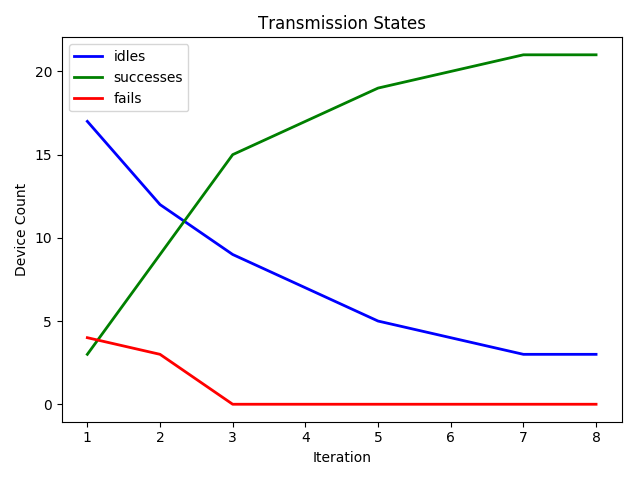 Transmission States
idles
successes
fails
20
15
10
5
0
Device Count
1 2 3 4 5 6 7 8
Iteration